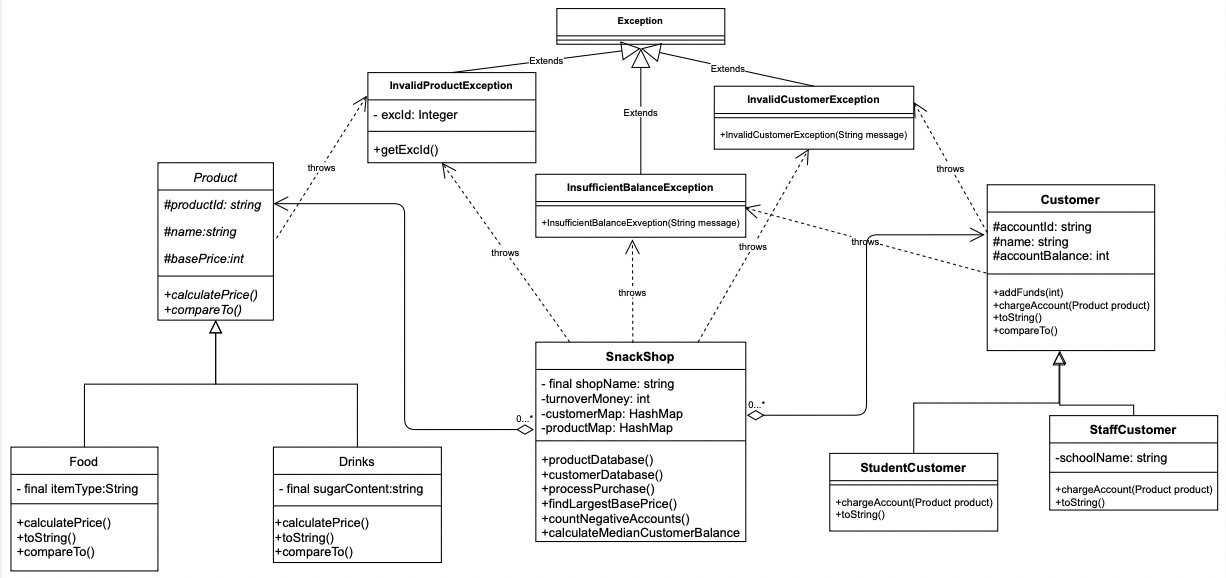 Exception
Extends
Extends
Extends
InvalidProductException
- excId: Integer
+getExcId()
InvalidCustomerException
+InvalidCustomerException(String message)
InsufficientBalanceException
+InsufficientBalanceExveption(String message)
throws
throws
throws
throws
throws
throws
Product
#productId: string
#name:string
#basePrice:int
+calculatePrice()
+compareTo()
Customer
#accountId: string
#name: string
#accountBalance: int
+addFunds(int)
+chargeAccount(Product product)
+toString()
+compareTo()
SnackShop
- final shopName: string
-turnoverMoney: int
-customerMap: HashMap
-productMap: HashMap
+productDatabase()
+customerDatabase()
+processPurchase()
+findLargestBasePrice()
+countNegativeAccounts()
+calculateMedianCustomerBalance
0...*
0...*
Food
- final itemType:String
+calculatePrice()
+toString()
+compareTo()
Drinks
- final sugarContent:string
+calculatePrice()
+toString()
+compareTo()
StudentCustomer
+chargeAccount(Product product)
+toString()
StaffCustomer
-schoolName: string
+chargeAccount(Product product)
+toString()